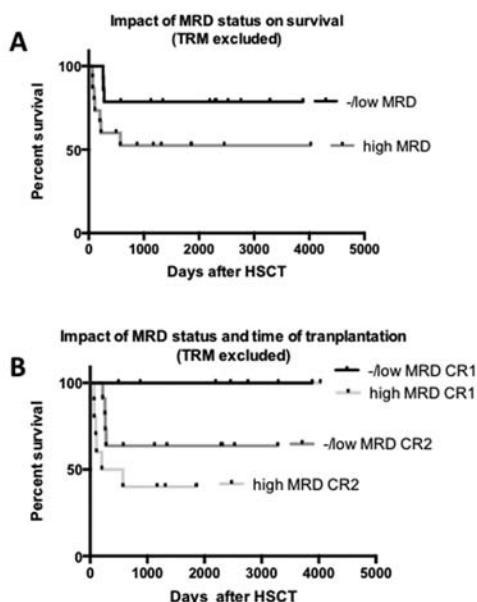 A
Impact of MRD status on survival
(TRM excluded)
Percent survival
100
50
0
-/low MRD
high MRD
0 1000 2000 3000 4000 5000
Days after HSCT
B
Impact of MRD status and time of tranplantation
(TRM excluded)
Percent survival
100
50
0
-/low MRD CR1
high MRD CR1
-/low MRD CR2
high MRD CR2
0 1000 2000 3000 4000 5000
Days after HSCT